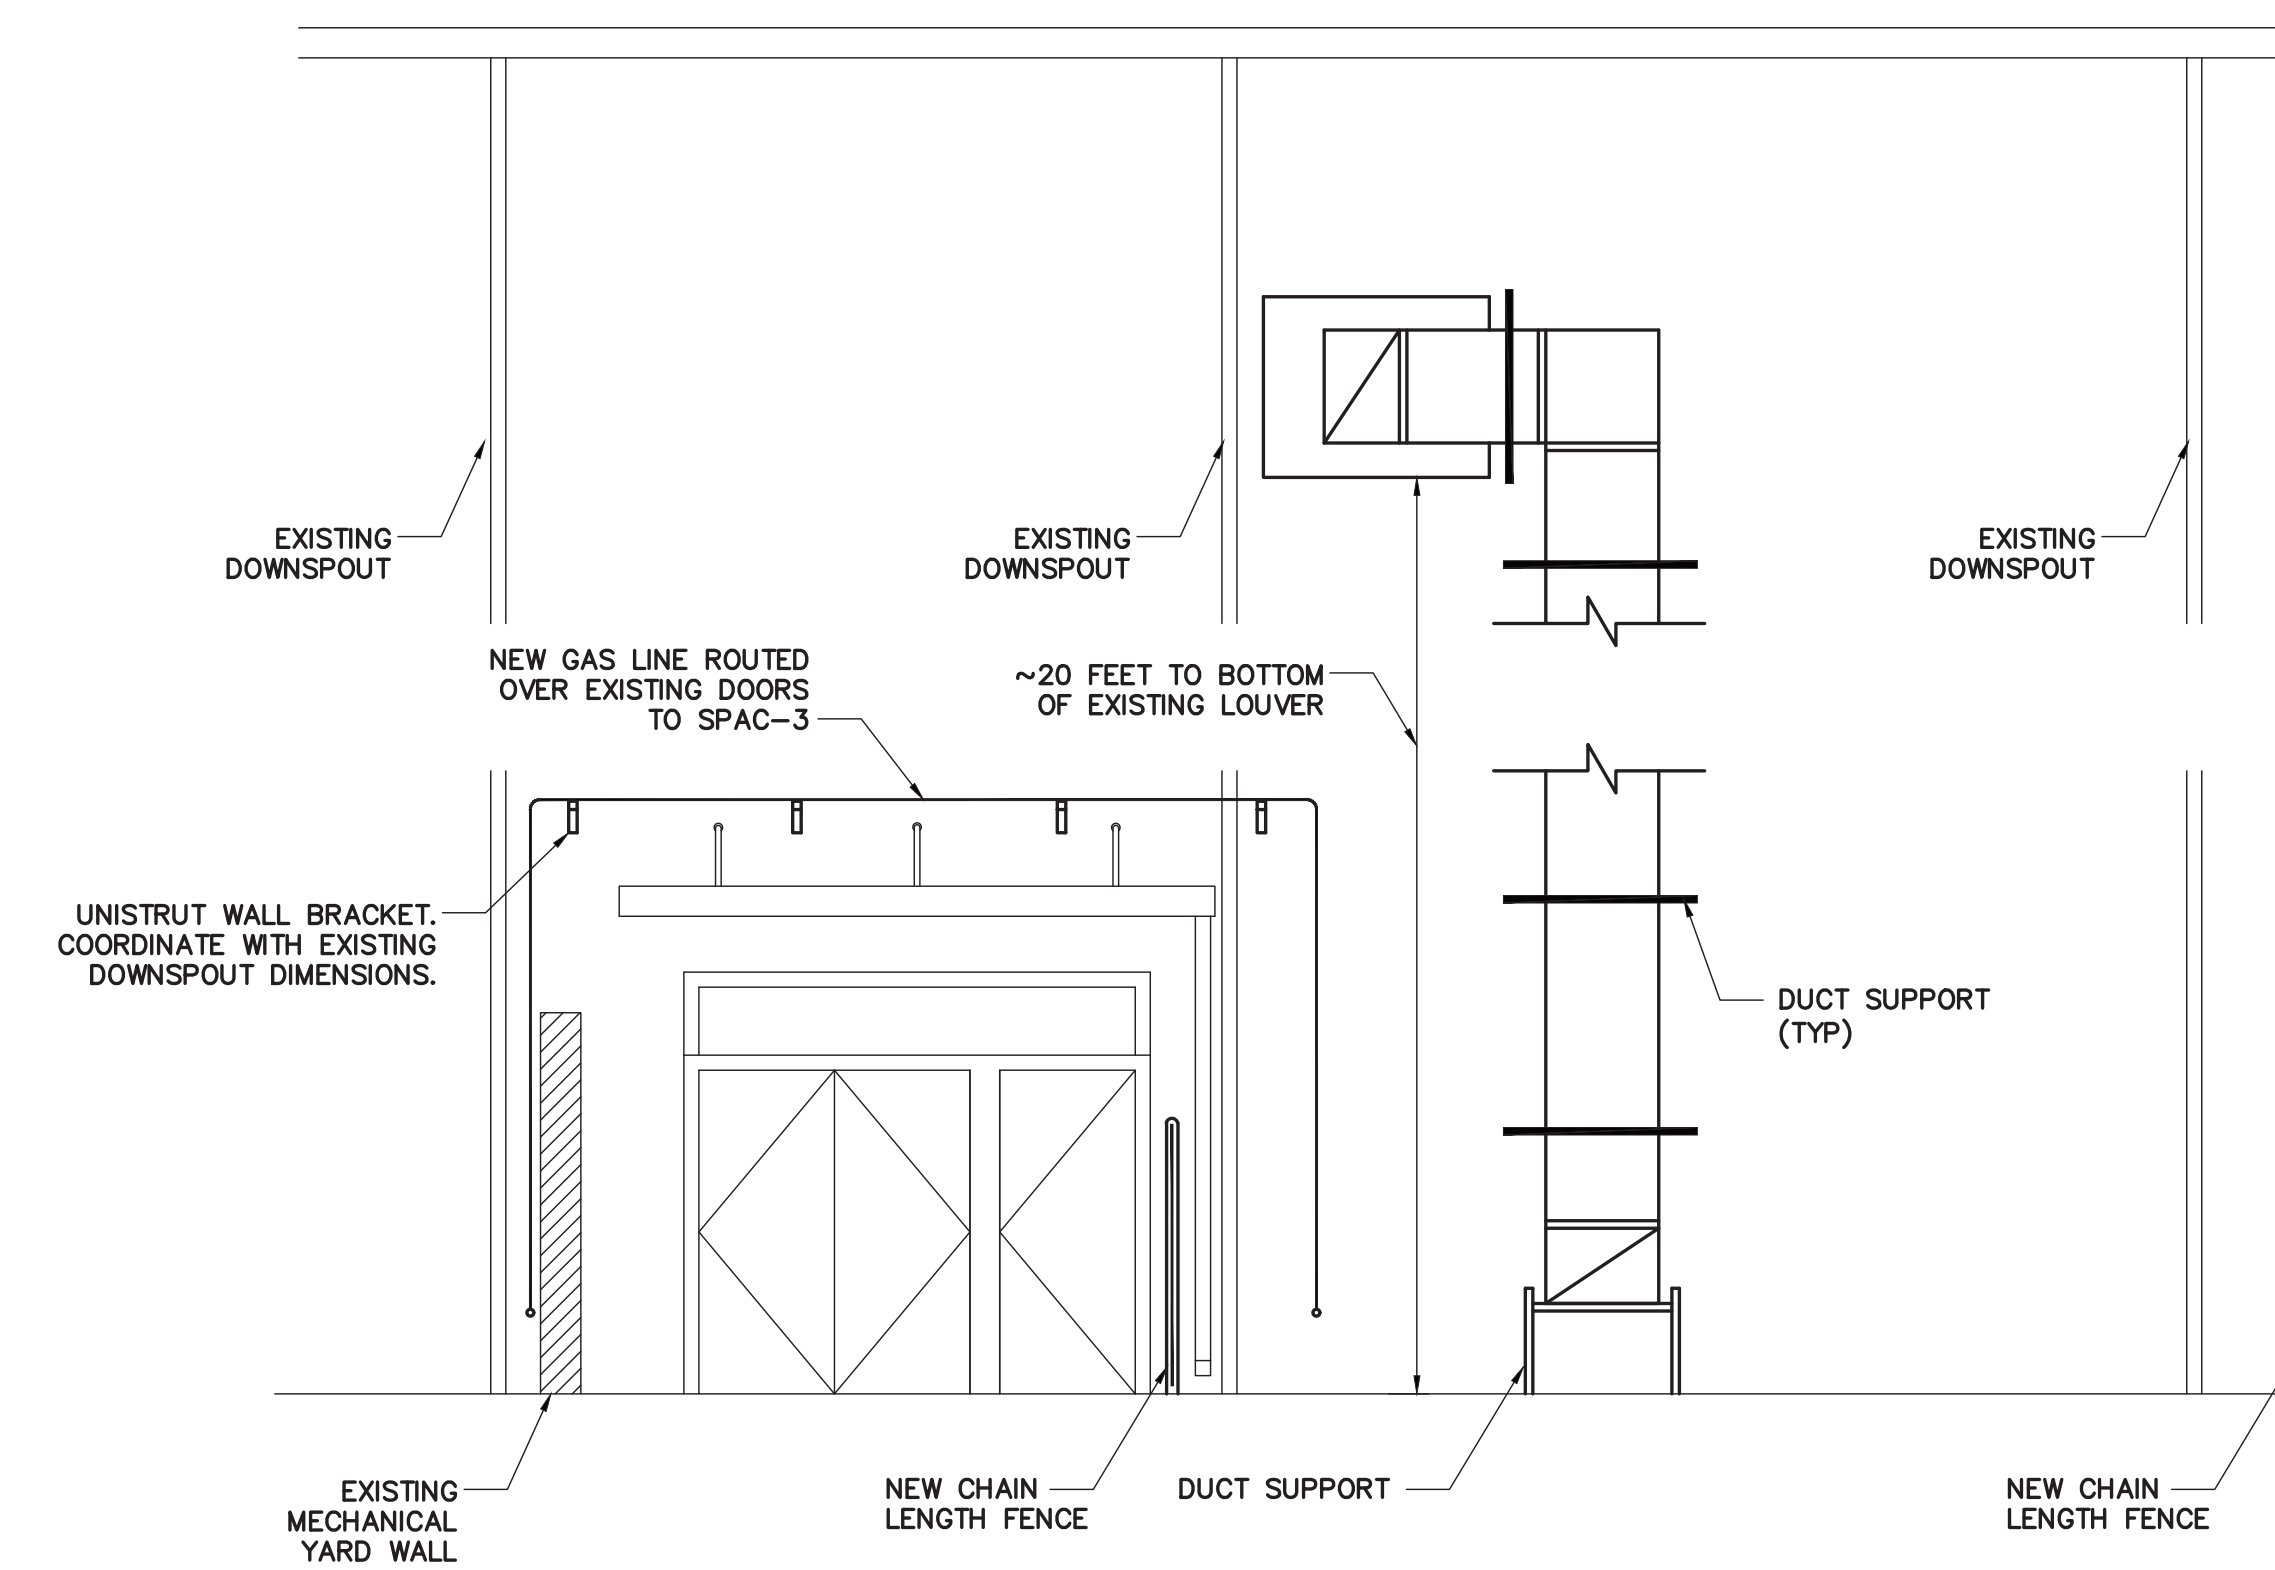 EXISTING
DOWNSPOUT
EXISTING
DOWNSPOUT
EXISTING
DOWNSPOUT
NEW GAS LINE ROUTED
OVER EXISTING DOORS
TO SPAC-3
~20 FEET TO BOTTOM
OF EXISTING LOUVER
UNISTRUT WALL BRACKET.
COORDINATE WITH EXISTING
DOWNSPOUT DIMENSIONS.
DUCT SUPPORT
(TYP)
EXISTING
MECHANICAL
YARD WALL
NEW CHAIN
LENGTH FENCE
DUCT SUPPORT
NEW CHAIN
LENGTH FENCE